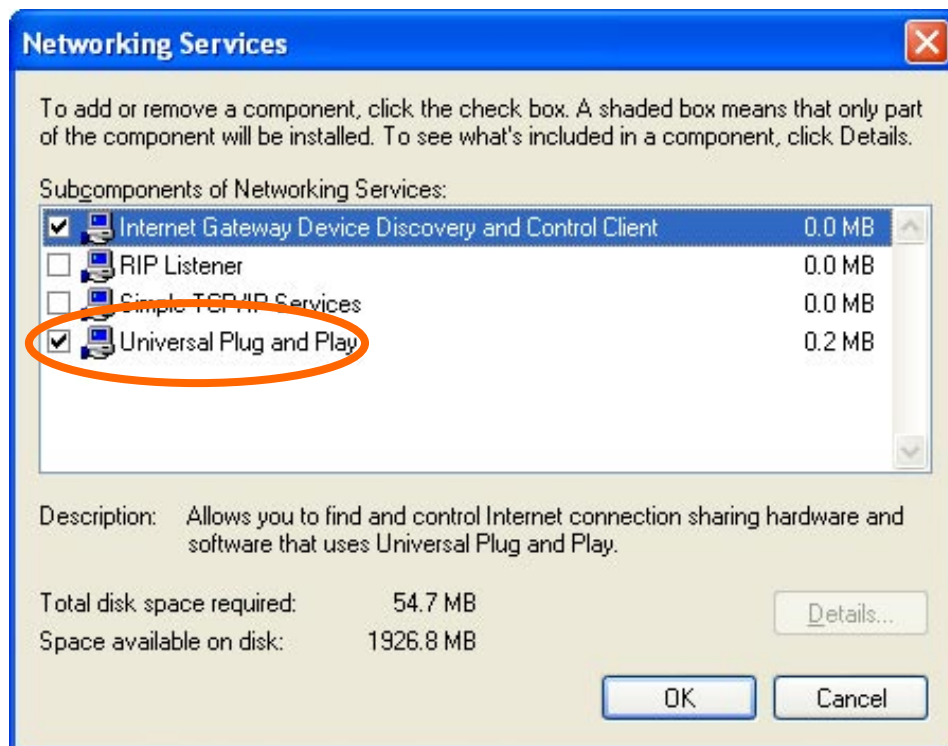 Networking Services
To add or remove a component, click the check box. A shaded box means that only part
of the component will be installed. To see what's included in a component, click Details.
Subcomponents of Networking Services:
Internet Gateway Device Discovery and Control Client 0.0 MB
RIP Listener 0.0 MB
Simple TCP/IP Services 0.0 MB
Universal Plug and Play 0.2 MB
Description: Allows you to find and control Internet connection sharing hardware and
software that uses Universal Plug and Play.
Total disk space required: 54.7 MB
Details...
Space available on disk: 1926.8 MB
OK Cancel